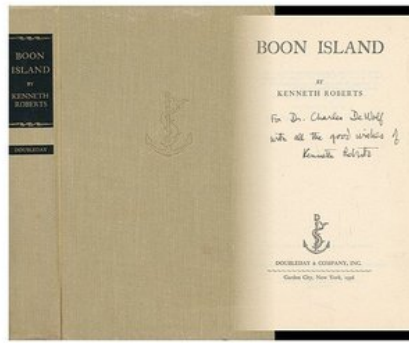 BOON
ISLAND
BY
KENNETH
ROBERTS
DOUBLEDAY
BOON ISLAND
BY
KENNETH ROBERTS
For Dr. Charles DeWolf
with all the good wishes of
Kenneth Roberts
DOUBLEDAY & COMPANY, INC.
Garden City, New York, 1956